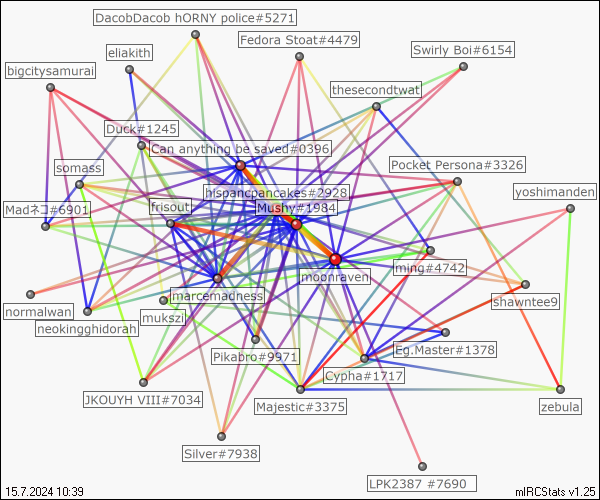 DacobDacob hORNY police#5271
Fedora Stoat#4479
eliakith
Swirly Boi#6154
bigcitysamurai
thesecondtwat
Duck#1245
Can anything be saved#0396
somass
Pocket Persona#3326
hispancpancakes#2928
yoshimanden
Madネコ#6901
frisout
Mushy#1984
ming#4742
moonraven
marcemadness
shawntee9
normalwan
mukszi
neokingghidorah
Eg.Master#1378
Pikabro#9971
Cypha#1717
JKOUYH VIII#7034
Majestic#3375
zebula
Silver#7938
LPK2387 #7690
15.7.2024 10:39
mIRCStats v1.25